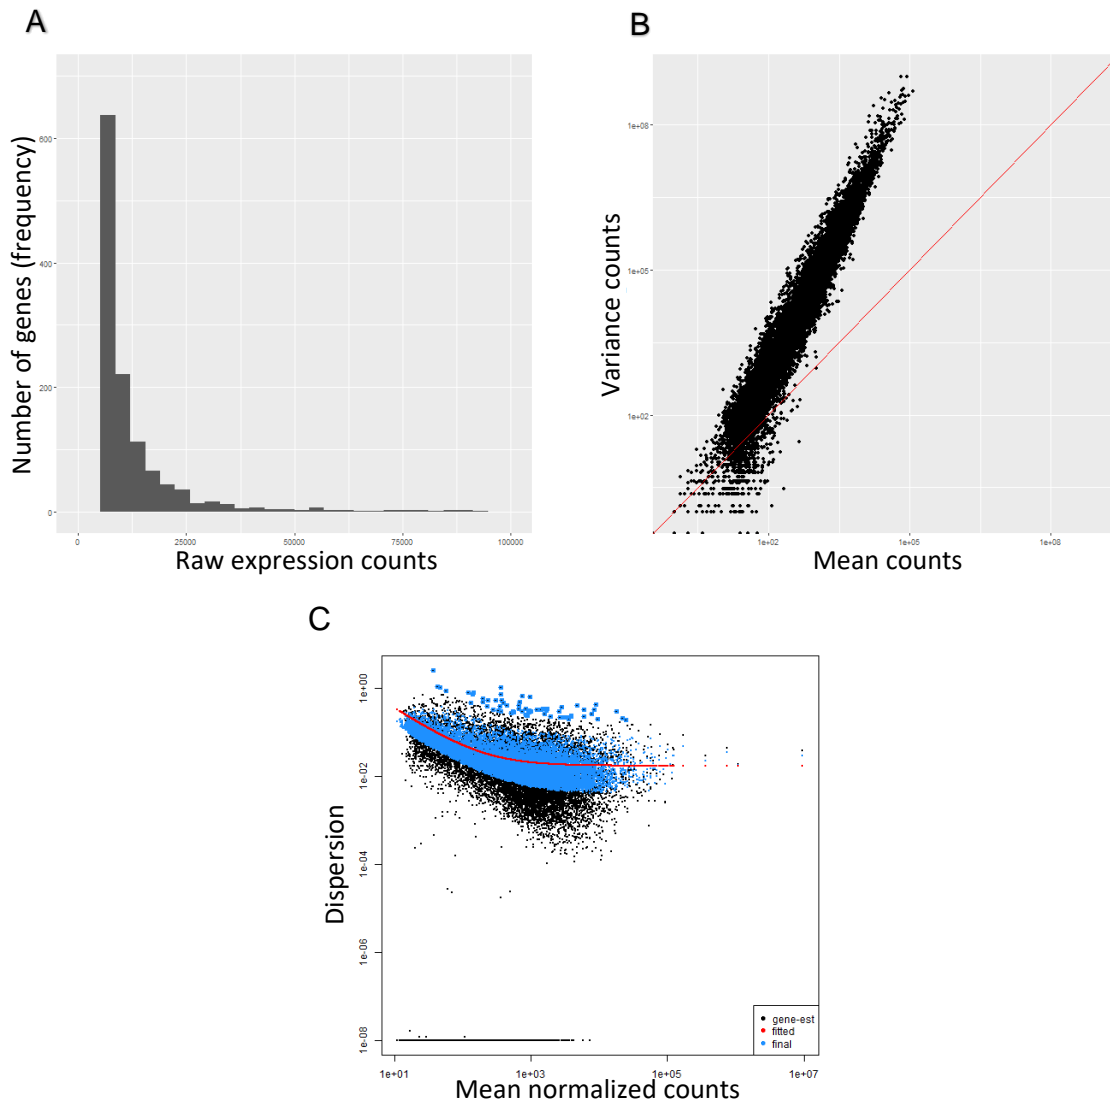 A
B
Number of genes (frequency)
600
400
200
0
0 25000 50000 75000 100000
Raw expression counts
Variance counts
1e+08
1e+05
1e+02
1e+02 1e+05 1e+08
Mean counts
C
Dispersion
1e+00
1e-02
1e-04
1e-06
1e-08
gene-est
fitted
final
1e+01 1e+03 1e+05 1e+07
Mean normalized counts